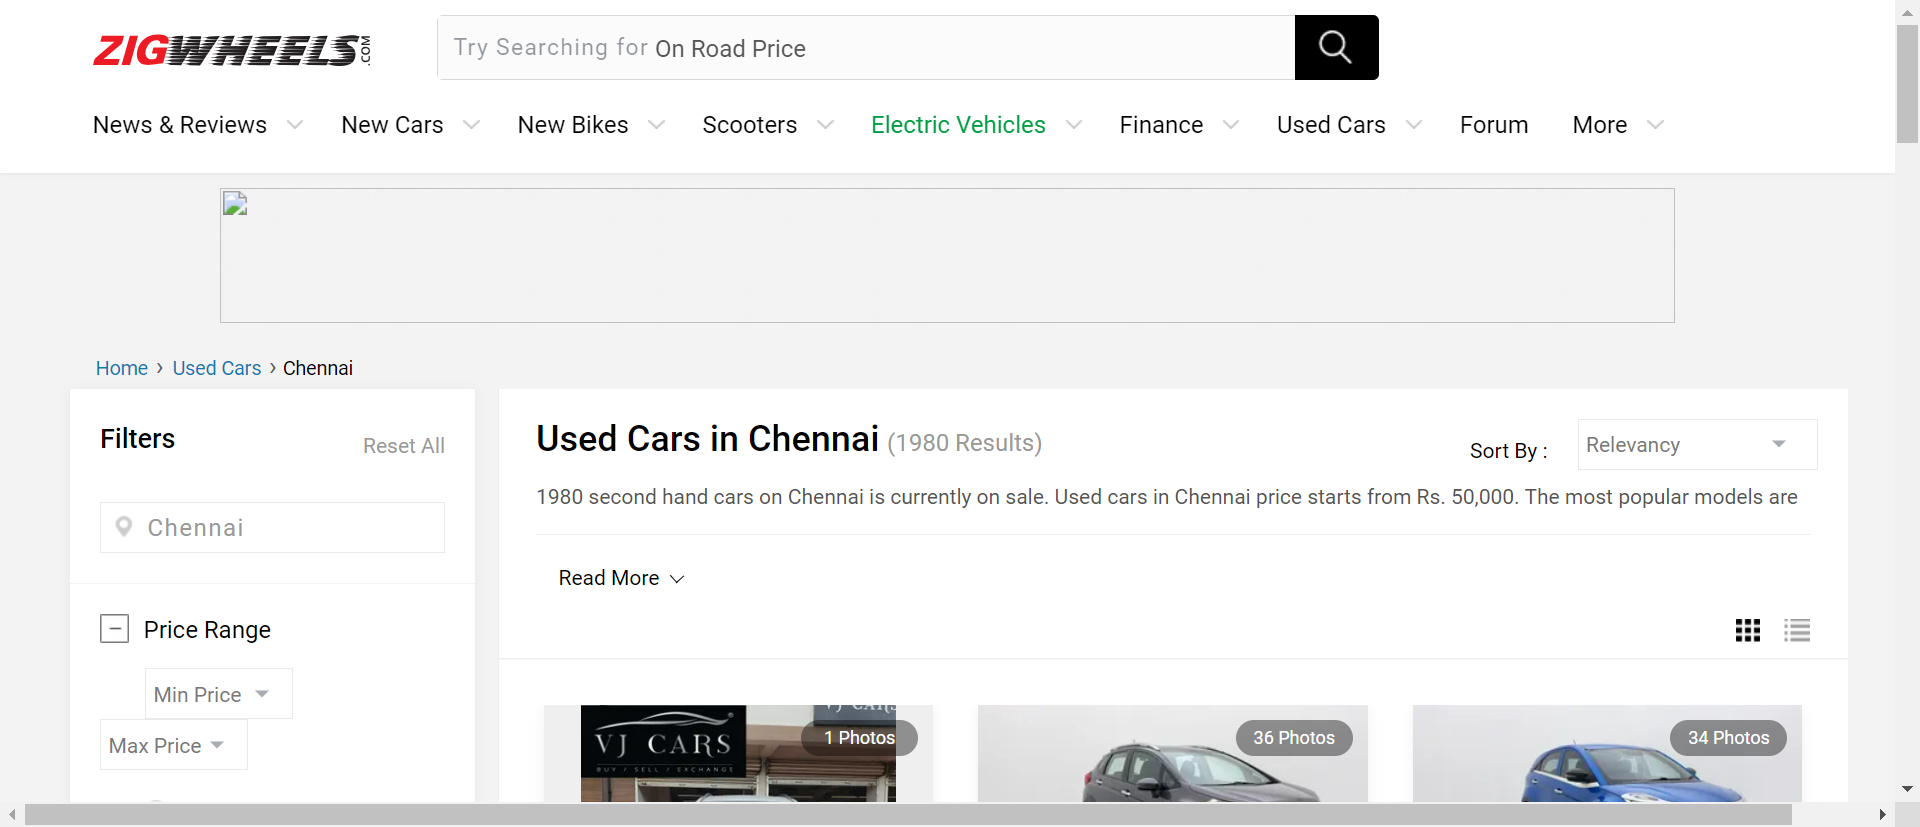 ZIGWHEELS.COM
Try Searching for On Road Price
News & Reviews New Cars New Bikes Scooters Electric Vehicles Finance Used Cars Forum More
Home › Used Cars › Chennai
Filters
Reset All
Chennai
Price Range
Min Price
Max Price
Used Cars in Chennai (1980 Results)
Sort By :
Relevancy
1980 second hand cars on Chennai is currently on sale. Used cars in Chennai price starts from Rs. 50,000. The most popular models are
Read More
VJ CARS
BUY / SELL / EXCHANGE
VJ CARS
1 Photos
36 Photos
34 Photos